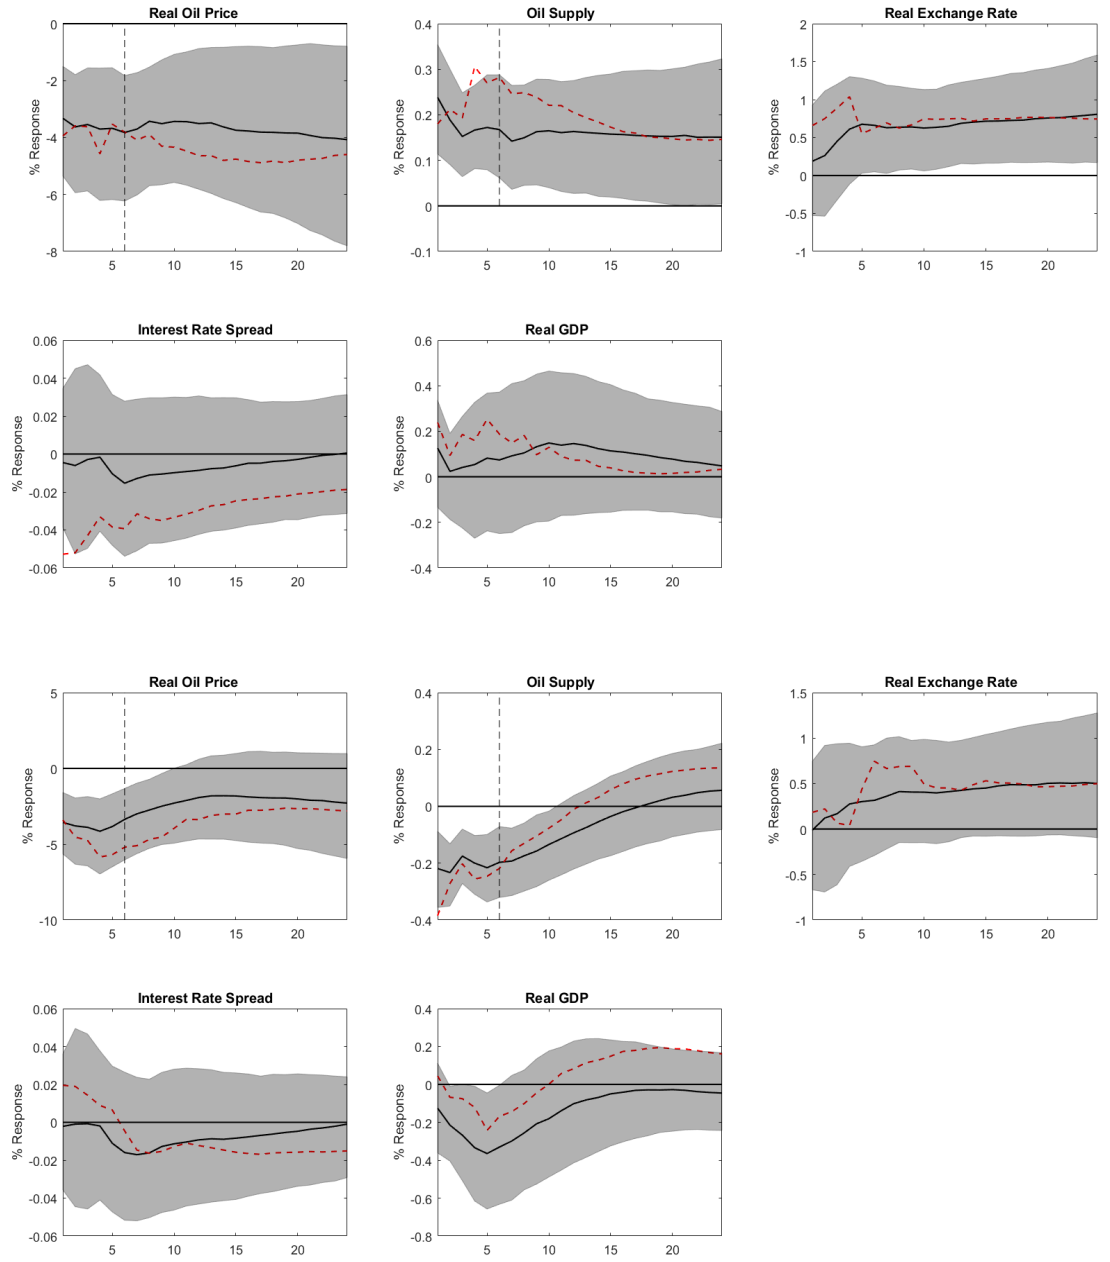 Real Oil Price
% Response
0
-2
-4
-6
-8
5 10 15 20
Oil Supply
% Response
0.4
0.3
0.2
0.1
0
-0.1
5 10 15 20
Real Exchange Rate
% Response
2
1.5
1
0.5
0
-0.5
-1
5 10 15 20
Interest Rate Spread
% Response
0.06
0.04
0.02
0
-0.02
-0.04
-0.06
5 10 15 20
Real GDP
% Response
0.6
0.4
0.2
0
-0.2
-0.4
5 10 15 20
Real Oil Price
% Response
5
0
-5
-10
5 10 15 20
Oil Supply
% Response
0.4
0.2
0
-0.2
-0.4
5 10 15 20
Real Exchange Rate
% Response
1.5
1
0.5
0
-0.5
-1
5 10 15 20
Interest Rate Spread
% Response
0.06
0.04
0.02
0
-0.02
-0.04
-0.06
5 10 15 20
Real GDP
% Response
0.4
0.2
0
-0.2
-0.4
-0.6
-0.8
5 10 15 20